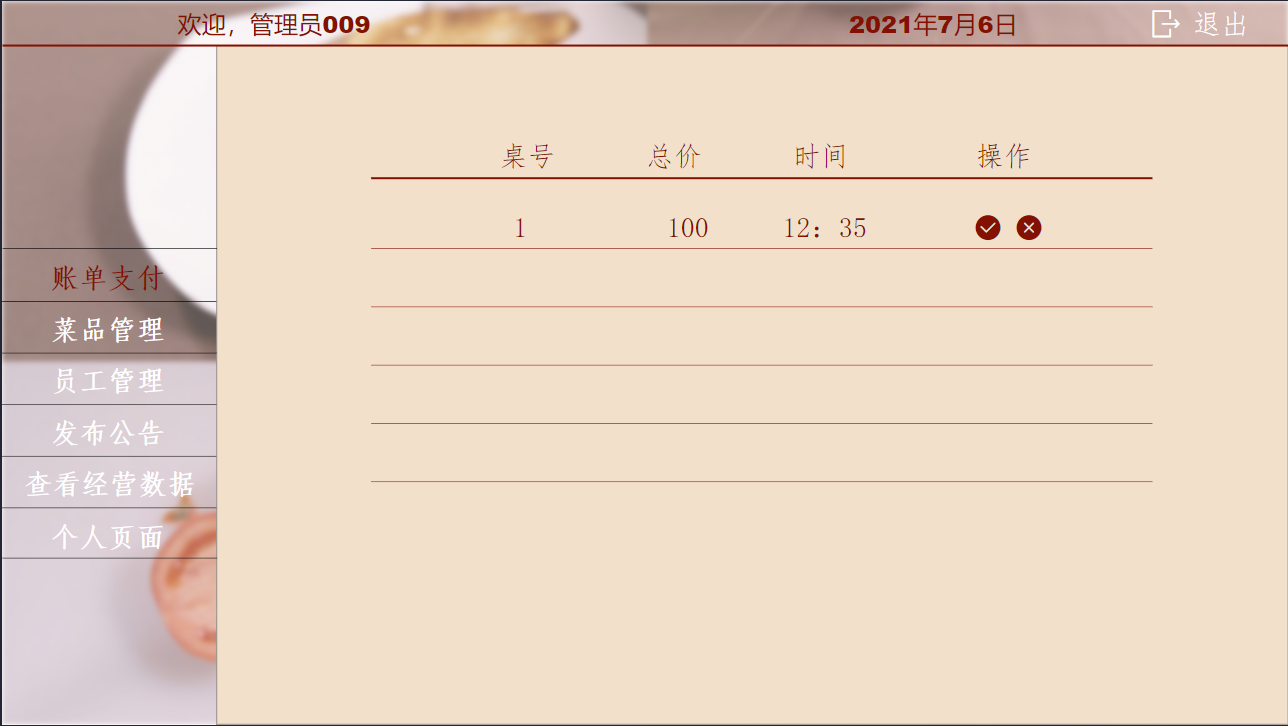 欢迎，管理员009
2021年7月6日
退出
桌号 总价 时间 操作
1 100 12：35
账单支付
菜品管理
员工管理
发布公告
查看经营数据
个人页面